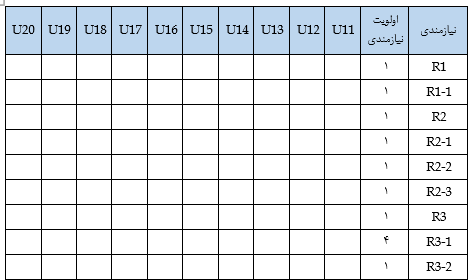 نیازمندی اولویت نیازمندی U11 U12 U13 U14 U15 U16 U17 U18 U19 U20
R1 ۱
R1-1 ۱
R2 ۱
R2-1 ۱
R2-2 ۱
R2-3 ۱
R3 ۱
R3-1 ۴
R3-2 ۱